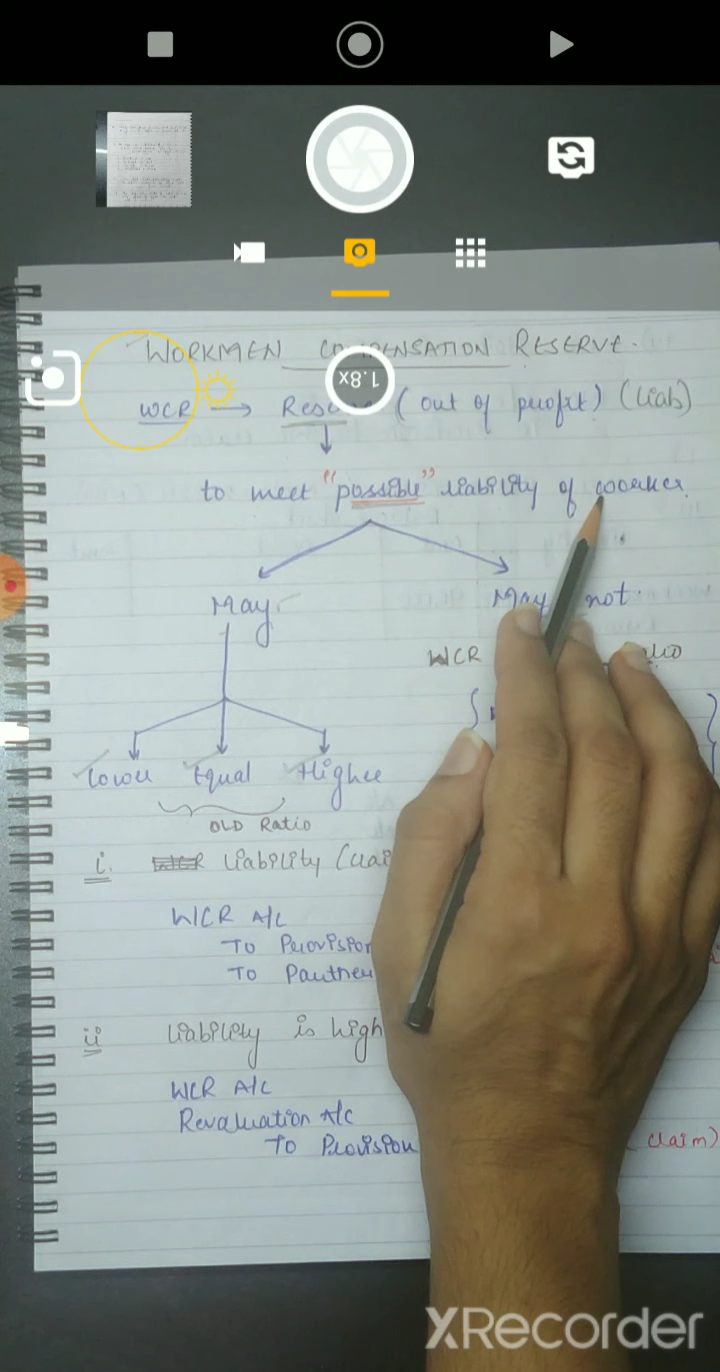 1.8x
WORKMEN COMPENSATION RESERVE.
WCR → (out of profit) (Liab)
to meet "possible" liability of worker.
May May not.
WCR
Lower Equal Higher
OLD Ratio
i. liability
WCR A/C
To Provision
To Partner
ii liability is high
WCR A/C
Revaluation A/c
To Provision claim)
XRecorder